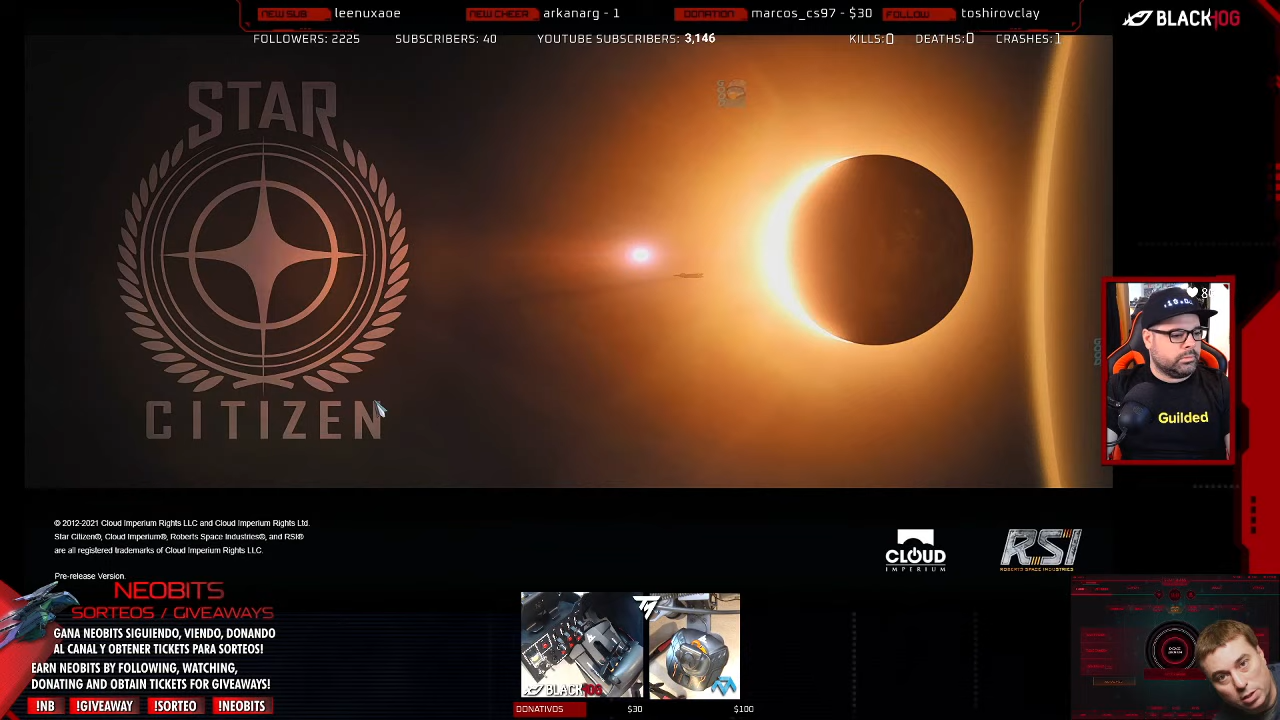 NEW SUB leenuxaoe NEW CHEER arkanarg - 1 DONATION marcos_cs97 - $30 FOLLOW toshirovclay
BLACKHOG
FOLLOWERS: 2225 SUBSCRIBERS: 40 YOUTUBE SUBSCRIBERS: 3,146 KILLS:0 DEATHS:0 CRASHES:1
STAR
CITIZEN
Guilded
© 2012-2021 Cloud Imperium Rights LLC and Cloud Imperium Rights Ltd.
Star Citizen®, Cloud Imperium®, Roberts Space Industries®, and RSI®
are all registered trademarks of Cloud Imperium Rights LLC.
CLOUD
IMPERIUM
RSI
ROBERTS SPACE INDUSTRIES
Pre-release Version.
NEOBITS
SORTEOS / GIVEAWAYS
GANA NEOBITS SIGUIENDO, VIENDO, DONANDO
AL CANAL Y OBTENER TICKETS PARA SORTEOS!
EARN NEOBITS BY FOLLOWING, WATCHING,
DONATING AND OBTAIN TICKETS FOR GIVEAWAYS!
!NB !GIVEAWAY !SORTEO !NEOBITS
BLACKHOG
DONATIVOS $30 $100